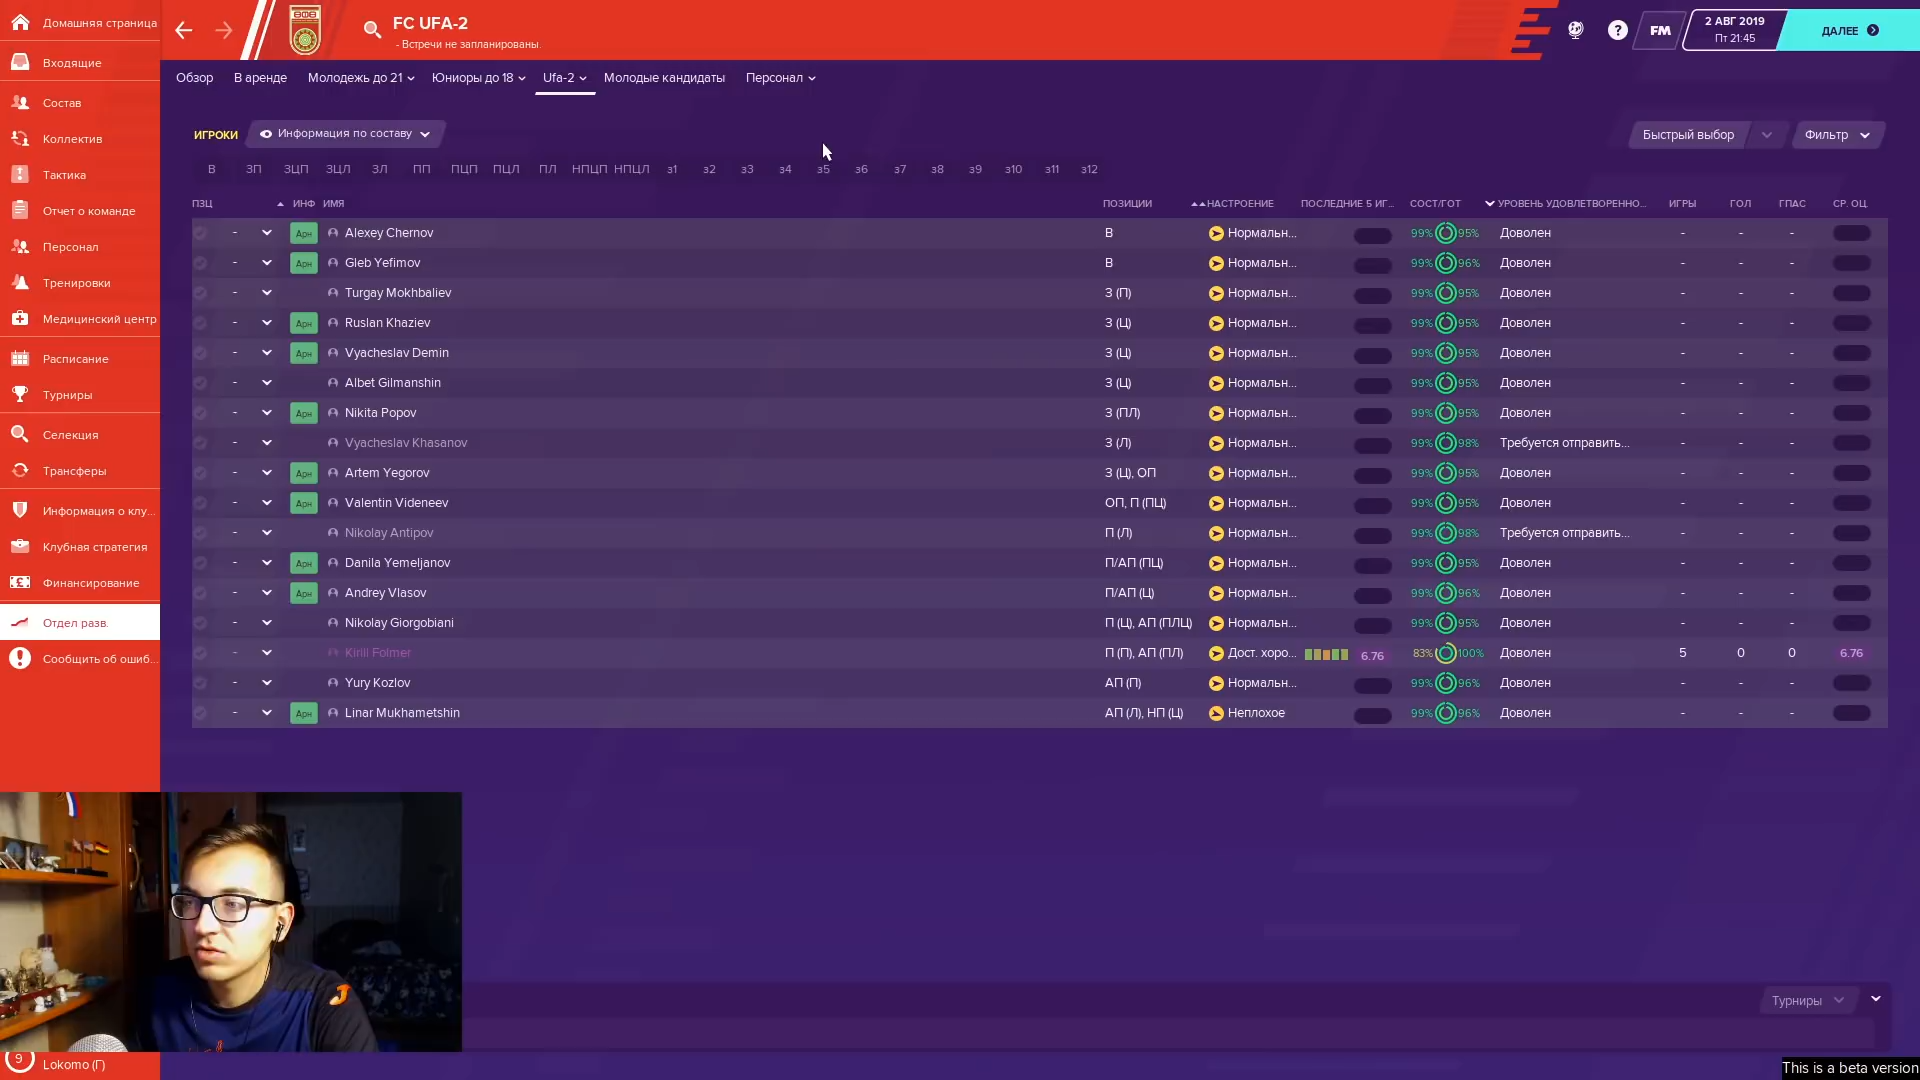 Домашняя страница
Входящие
Состав
Коллектив
Тактика
Отчет о команде
Персонал
Тренировки
Медицинский центр
Расписание
Турниры
Селекция
Трансферы
Информация о клу...
Клубная стратегия
Финансирование
Отдел разв.
Сообщить об ошиб...
9 Lokomo (Г)
FC UFA-2
- Встречи не запланированы.
? FM 2 АВГ 2019
Пт 21:45
ДАЛЕЕ
Обзор В аренде Молодежь до 21 Юниоры до 18 Ufa-2 Молодые кандидаты Персонал
ИГРОКИ Информация по составу Быстрый выбор Фильтр
В ЗП ЗЦП ЗЦЛ ЗЛ ПП ПЦП ПЦЛ ПЛ НПЦП НПЦЛ з1 з2 з3 з4 з5 з6 з7 з8 з9 з10 з11 з12
ПЗЦ ИНФ ИМЯ ПОЗИЦИИ НАСТРОЕНИЕ ПОСЛЕДНИЕ 5 ИГ... СОСТ/ГОТ УРОВЕНЬ УДОВЛЕТВОРЕННО... ИГРЫ ГОЛ ГПАС СР. ОЦ.
- Арн Alexey Chernov В Нормальн... 99% 95% Доволен - - -
- Арн Gleb Yefimov В Нормальн... 99% 96% Доволен - - -
- Turgay Mokhbaliev З (П) Нормальн... 99% 95% Доволен - - -
- Арн Ruslan Khaziev З (Ц) Нормальн... 99% 95% Доволен - - -
- Арн Vyacheslav Demin З (Ц) Нормальн... 99% 95% Доволен - - -
- Albet Gilmanshin З (Ц) Нормальн... 99% 95% Доволен - - -
- Арн Nikita Popov З (ПЛ) Нормальн... 99% 95% Доволен - - -
- Vyacheslav Khasanov З (Л) Нормальн... 99% 98% Требуется отправить... - - -
- Арн Artem Yegorov З (Ц), ОП Нормальн... 99% 95% Доволен - - -
- Арн Valentin Videneev ОП, П (ПЦ) Нормальн... 99% 95% Доволен - - -
- Nikolay Antipov П (Л) Нормальн... 99% 98% Требуется отправить... - - -
- Арн Danila Yemeljanov П/АП (ПЦ) Нормальн... 99% 95% Доволен - - -
- Арн Andrey Vlasov П/АП (Ц) Нормальн... 99% 96% Доволен - - -
- Nikolay Giorgobiani П (Ц), АП (ПЛЦ) Нормальн... 99% 95% Доволен - - -
- Kirill Folmer П (П), АП (ПЛ) Дост. хоро... 6.76 83% 100% Доволен 5 0 0 6.76
- Yury Kozlov АП (П) Нормальн... 99% 96% Доволен - - -
- Арн Linar Mukhametshin АП (Л), НП (Ц) Неплохое 99% 96% Доволен - - -
Турниры
This is a beta version